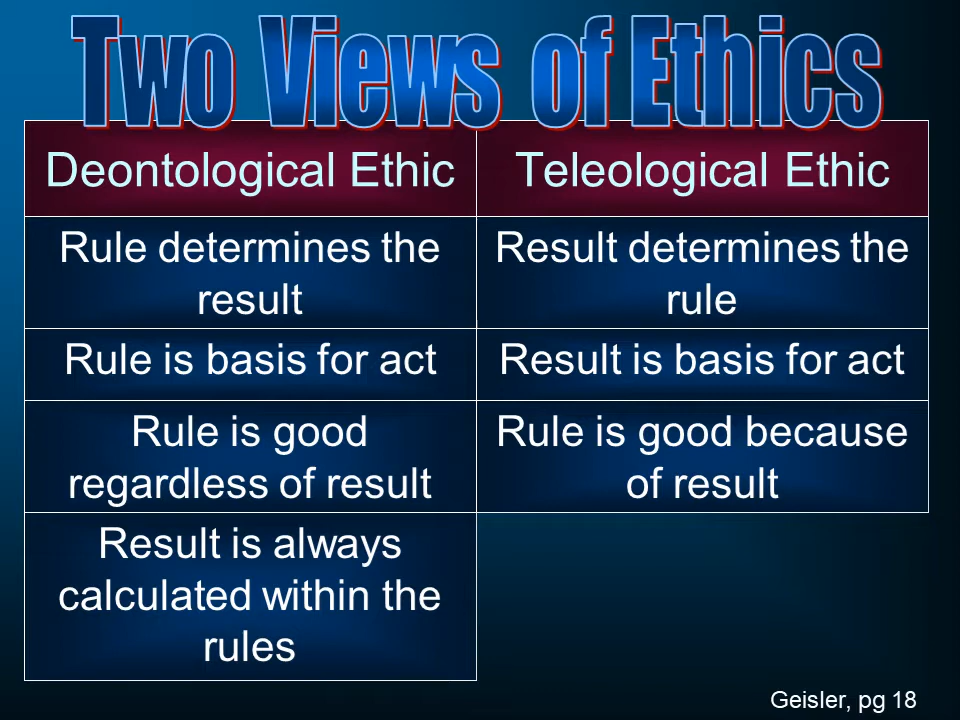 Two Views of Ethics
Deontological Ethic
Teleological Ethic
Rule determines the
result
Result determines the
rule
Rule is basis for act
Result is basis for act
Rule is good
regardless of result
Rule is good because
of result
Result is always
calculated within the
rules
Geisler, pg 18